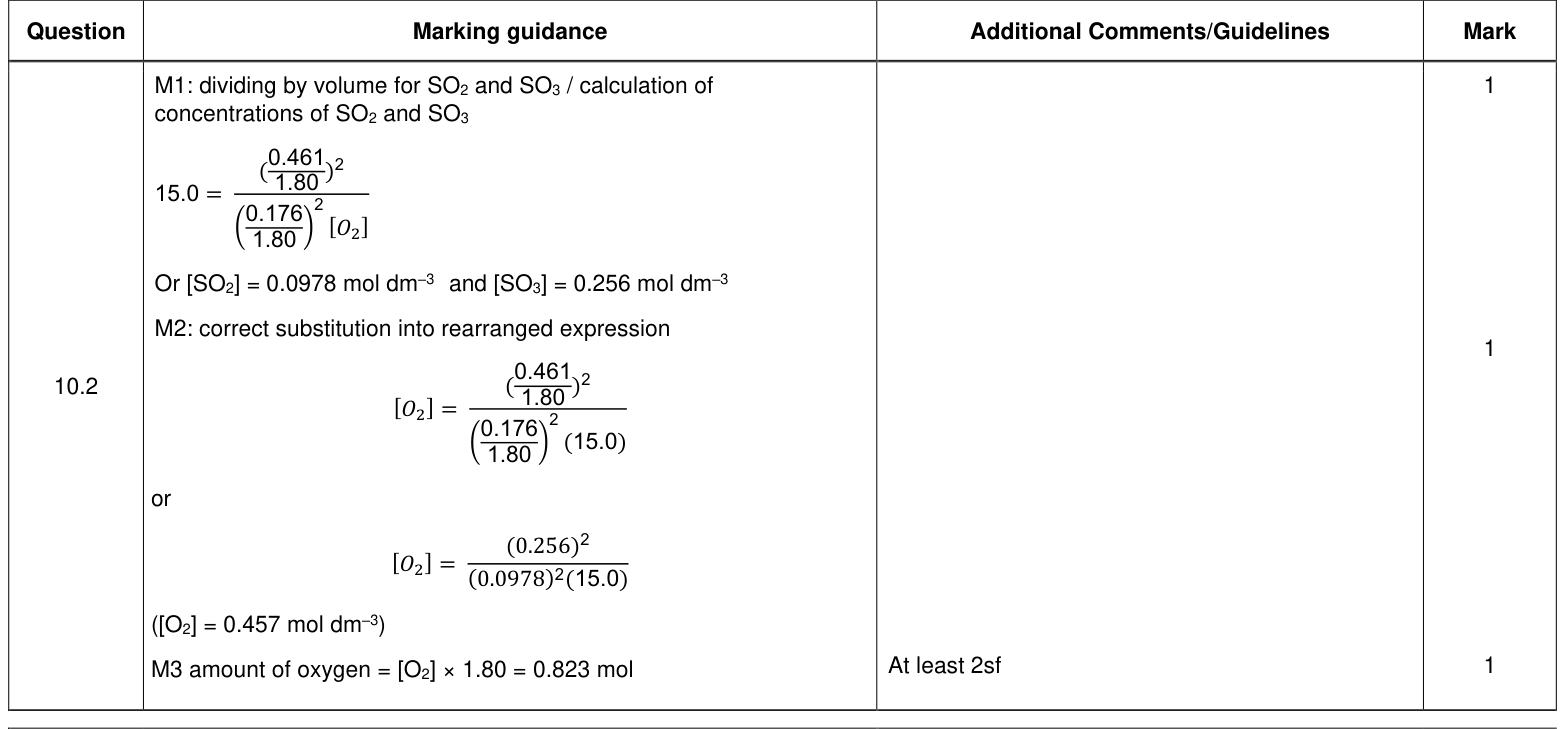 Question Marking guidance Additional Comments/Guidelines Mark
M1: dividing by volume for SO₂ and SO₃ / calculation of 1
concentrations of SO₂ and SO₃
15.0 = (0.461/1.80)² / ((0.176/1.80)² [O₂])
Or [SO₂] = 0.0978 mol dm⁻³ and [SO₃] = 0.256 mol dm⁻³
M2: correct substitution into rearranged expression
1
10.2
[O₂] = (0.461/1.80)² / ((0.176/1.80)² (15.0))
or
[O₂] = (0.256)² / ((0.0978)²(15.0))
([O₂] = 0.457 mol dm⁻³)
M3 amount of oxygen = [O₂] × 1.80 = 0.823 mol At least 2sf 1